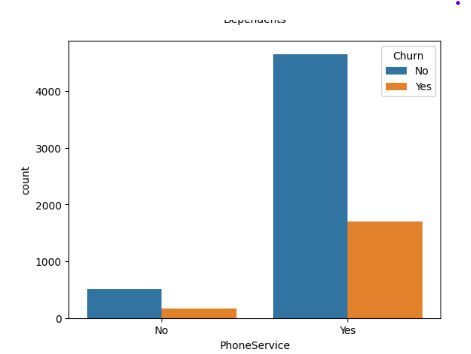 Dependents
Churn
No
Yes
4000
3000
2000
1000
0
count
No Yes
PhoneService